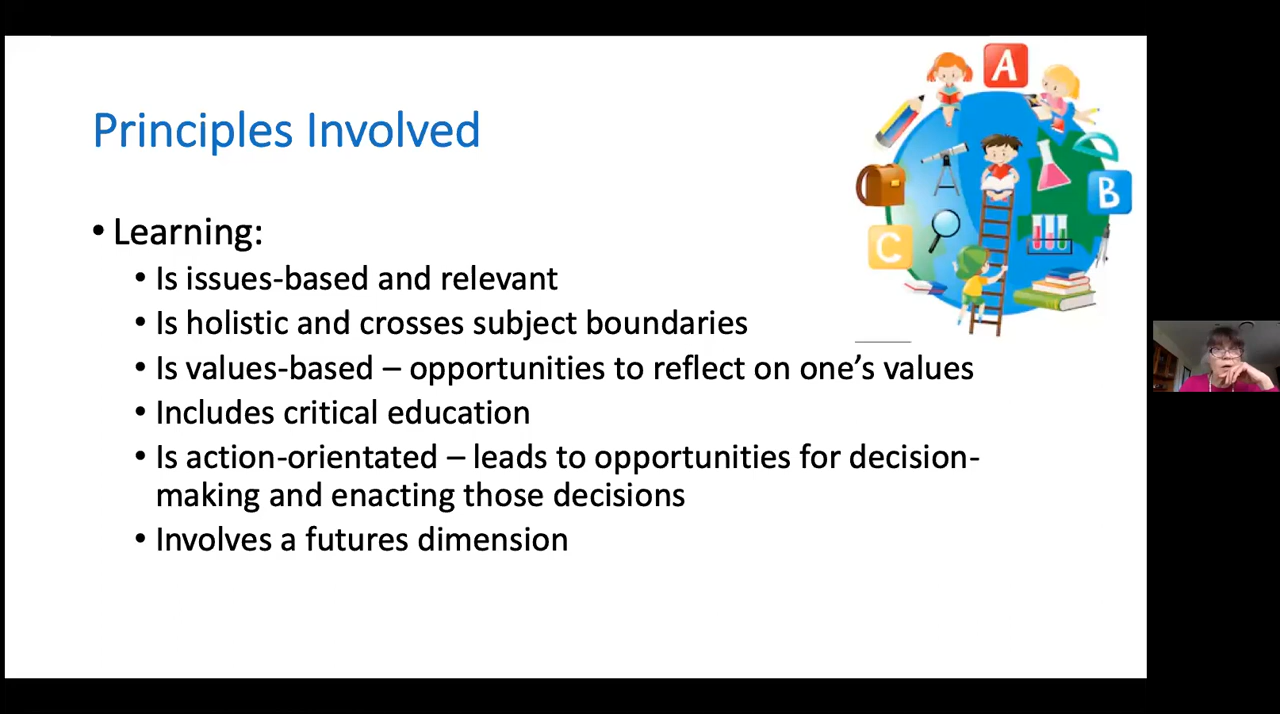 A
Principles Involved
B
C
• Learning:
• Is issues-based and relevant
• Is holistic and crosses subject boundaries
• Is values-based – opportunities to reflect on one’s values
• Includes critical education
• Is action-orientated – leads to opportunities for decision-
making and enacting those decisions
• Involves a futures dimension